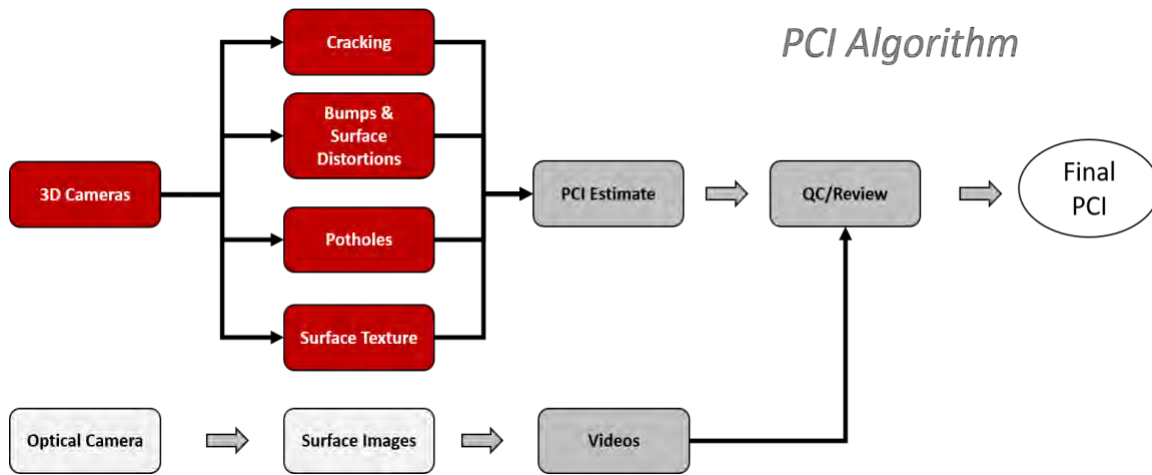 PCI Algorithm
Cracking
Bumps &
Surface
Distortions
3D Cameras
PCI Estimate
QC/Review
Final
PCI
Potholes
Surface Texture
Optical Camera
Surface Images
Videos